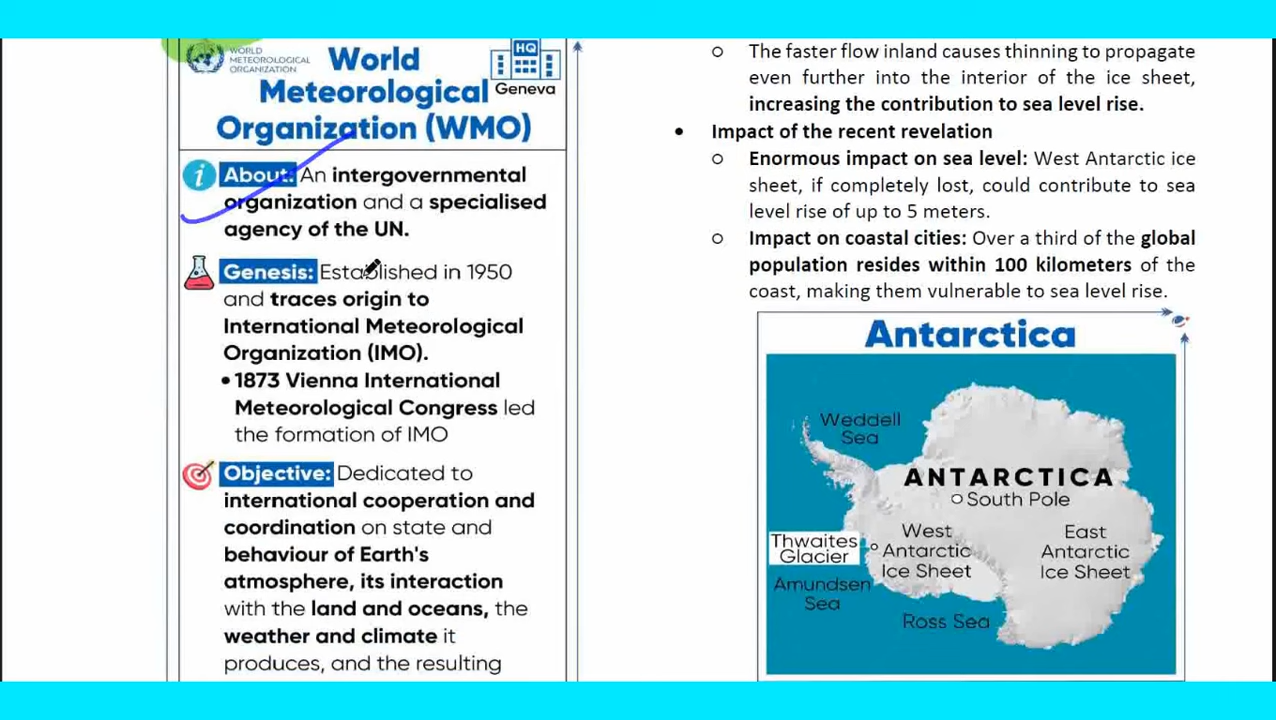 WORLD
METEOROLOGICAL
ORGANIZATION
World
Meteorological
Organization (WMO)
HQ
Geneva
About: An intergovernmental
organization and a specialised
agency of the UN.
Genesis: Established in 1950
and traces origin to
International Meteorological
Organization (IMO).
• 1873 Vienna International
Meteorological Congress led
the formation of IMO
Objective: Dedicated to
international cooperation and
coordination on state and
behaviour of Earth's
atmosphere, its interaction
with the land and oceans, the
weather and climate it
produces, and the resulting
o The faster flow inland causes thinning to propagate
even further into the interior of the ice sheet,
increasing the contribution to sea level rise.
• Impact of the recent revelation
o Enormous impact on sea level: West Antarctic ice
sheet, if completely lost, could contribute to sea
level rise of up to 5 meters.
o Impact on coastal cities: Over a third of the global
population resides within 100 kilometers of the
coast, making them vulnerable to sea level rise.
Antarctica
Weddell
Sea
ANTARCTICA
South Pole
Thwaites
Glacier
West
Antarctic
Ice Sheet
East
Antarctic
Ice Sheet
Amundsen
Sea
Ross Sea